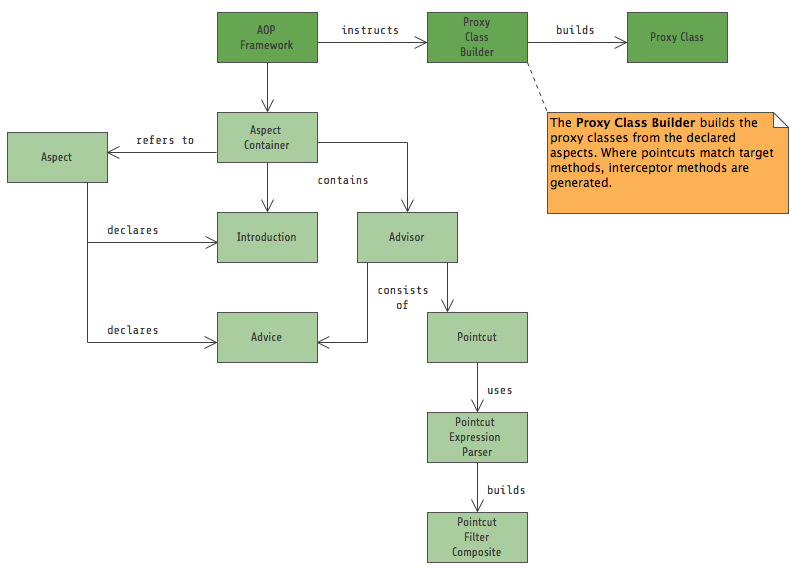 AOP
Framework
instructs
Proxy
Class
Builder
builds
Proxy Class
The Proxy Class Builder builds the
proxy classes from the declared
aspects. Where pointcuts match target
methods, interceptor methods are
generated.
Aspect
refers to
Aspect
Container
contains
declares
Introduction
Advisor
declares
Advice
consists
of
Pointcut
uses
Pointcut
Expression
Parser
builds
Pointcut
Filter
Composite